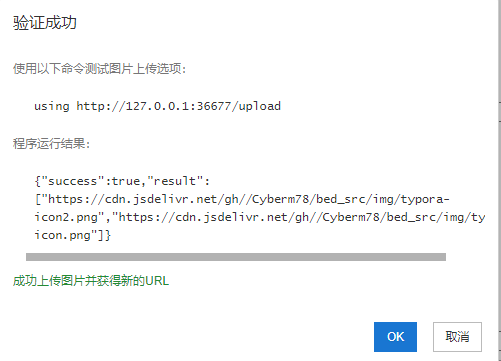 验证成功
使用以下命令测试图片上传选项：
using http://127.0.0.1:36677/upload
程序运行结果：
{"success":true,"result":
["https://cdn.jsdelivr.net/gh//Cyberm78/bed_src/img/typora-
icon2.png","https://cdn.jsdelivr.net/gh//Cyberm78/bed_src/img/ty
icon.png"]}
成功上传图片并获得新的URL
OK 取消